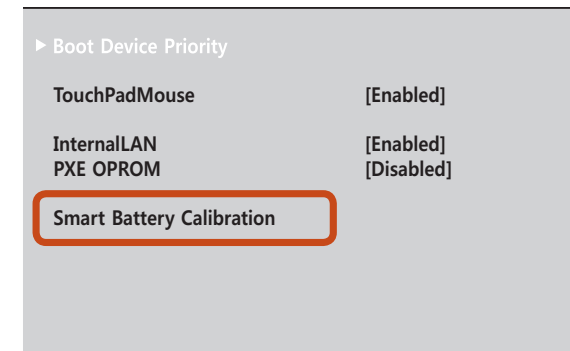 ▶ Boot Device Priority
TouchPadMouse [Enabled]
InternalLAN [Enabled]
PXE OPROM [Disabled]
Smart Battery Calibration